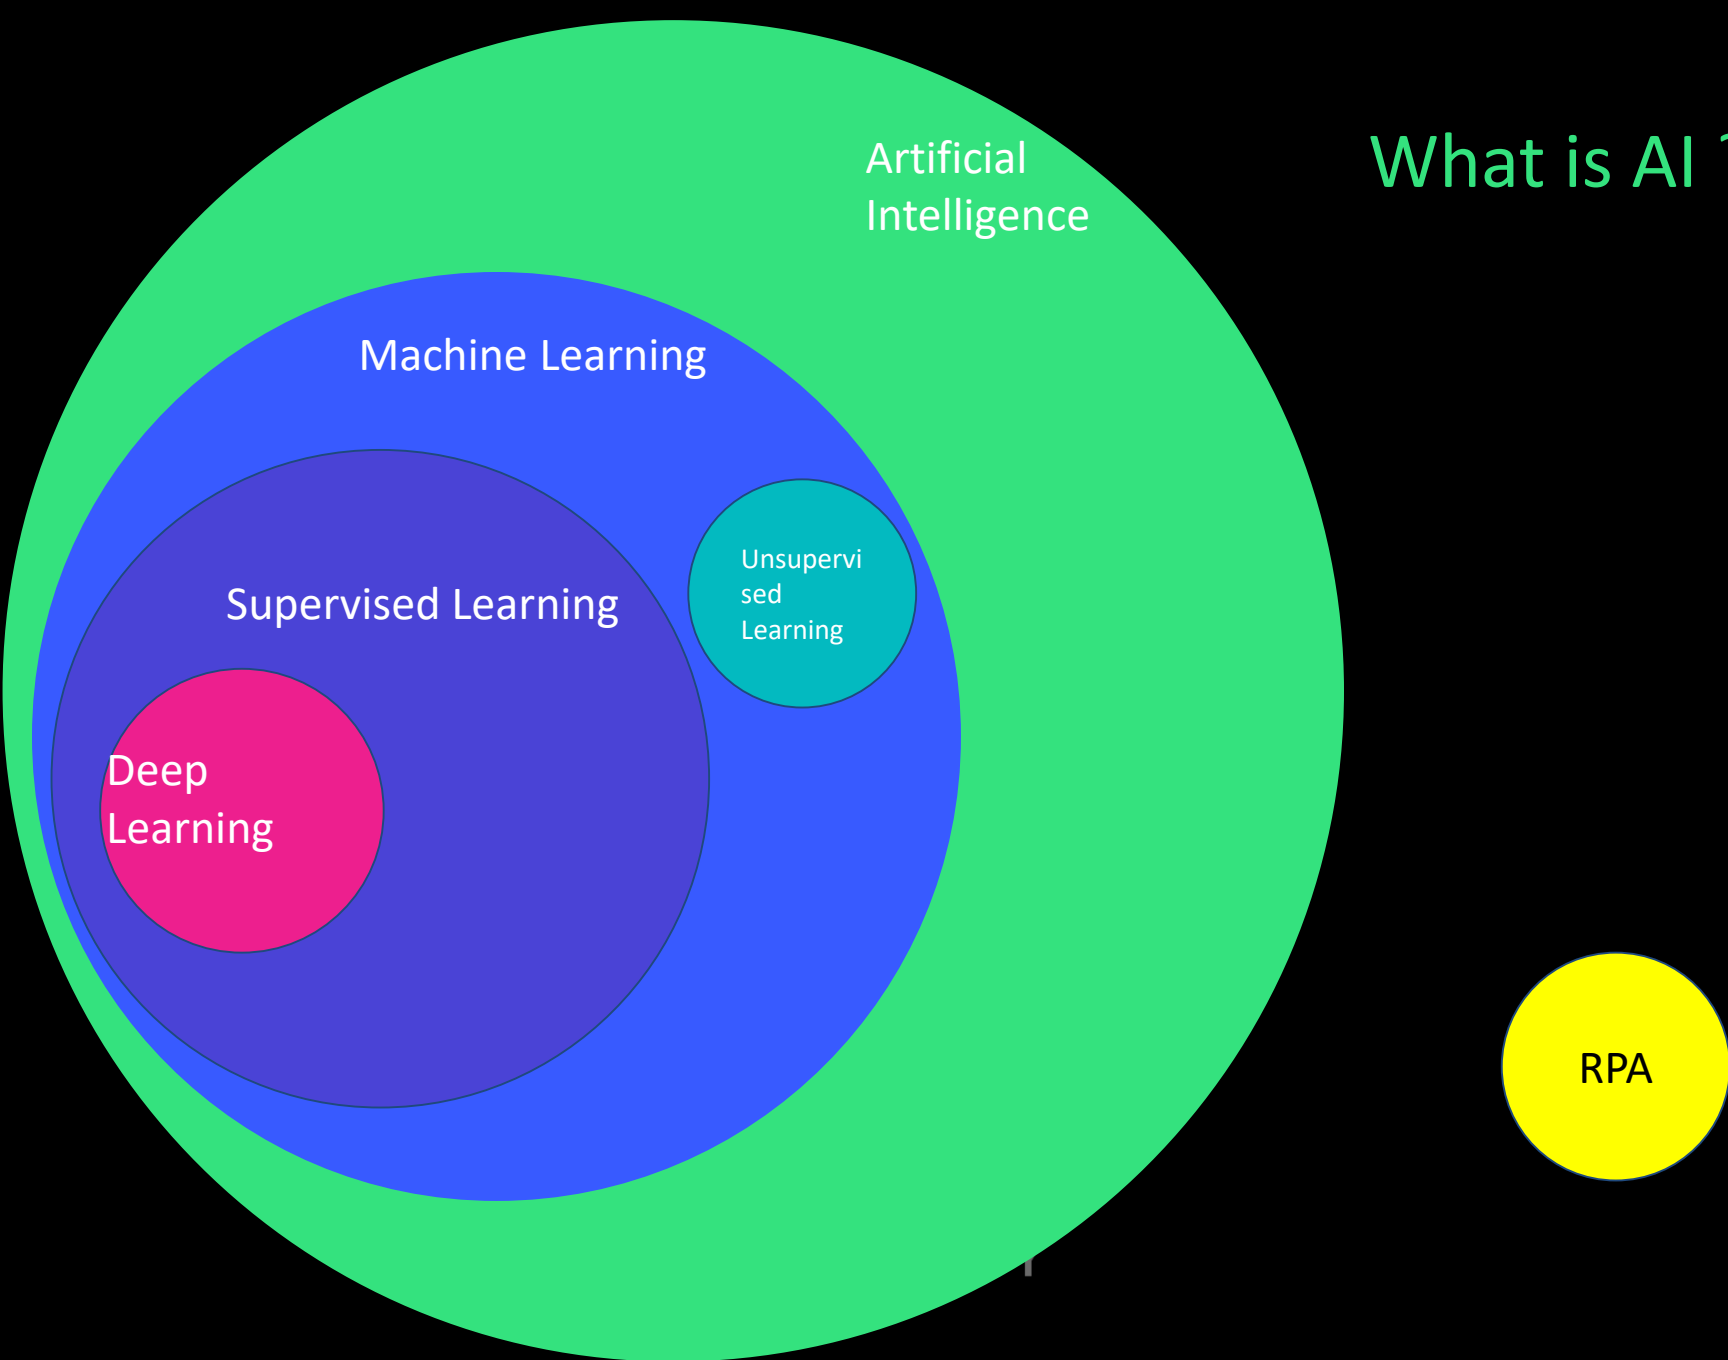 Artificial
Intelligence
What is AI ?
Machine Learning
Supervised Learning
Unsupervi
sed
Learning
Deep
Learning
RPA